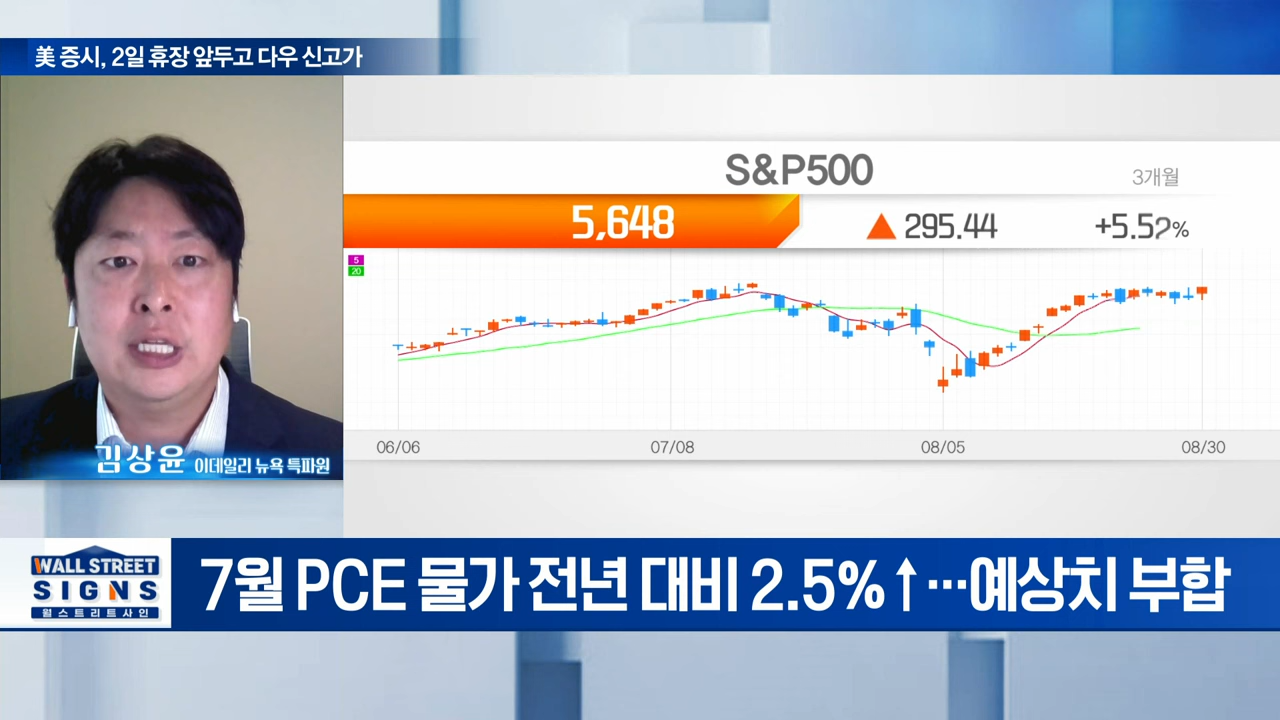 美 증시, 2일 휴장 앞두고 다우 신고가
S&P500
3개월
5,648
▲ 295.44
+5.52%
5
20
06/06
07/08
08/05
08/30
김상윤 이데일리 뉴욕 특파원
WALL STREET
SIGNS
월스트리트사인
7월 PCE 물가 전년 대비 2.5%↑…예상치 부합